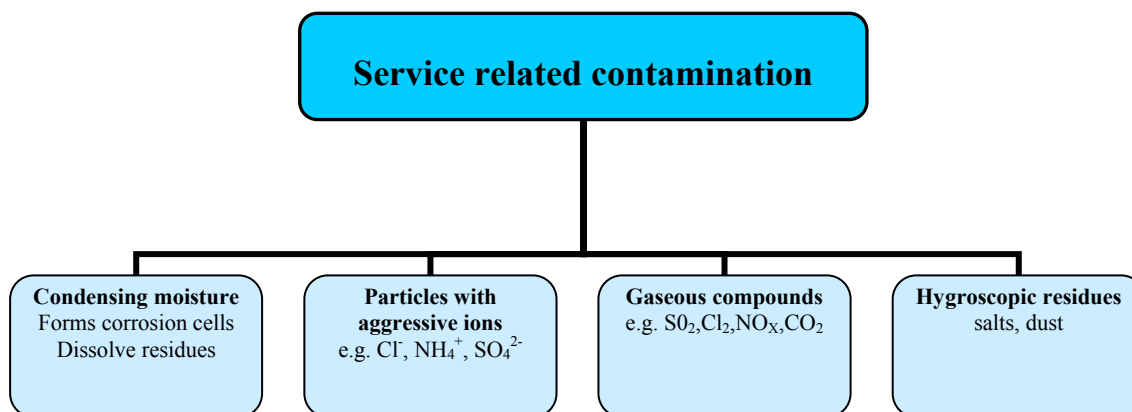 Service related contamination
Condensing moisture
Forms corrosion cells
Dissolve residues
Particles with
aggressive ions
e.g. Cl⁻, NH₄⁺, SO₄²⁻
Gaseous compounds
e.g. S0₂,Cl₂,NOₓ,CO₂
Hygroscopic residues
salts, dust